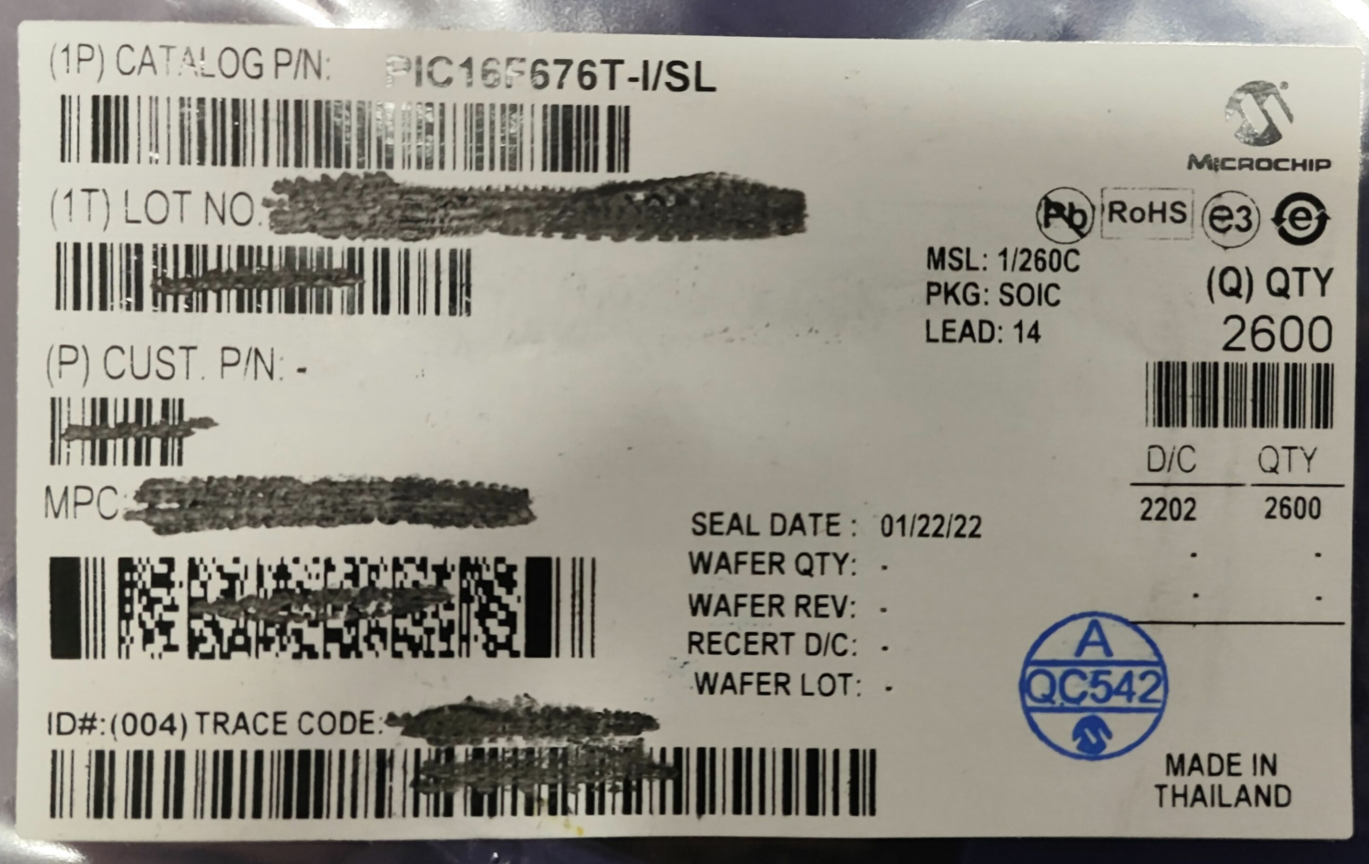 (1P) CATALOG P/N: PIC16F676T-I/SL
MICROCHIP
(1T) LOT NO.
Pb RoHS e3 e
MSL: 1/260C
PKG: SOIC
LEAD: 14
(Q) QTY
2600
(P) CUST. P/N: -
D/C QTY
2202 2600
- -
- -
MPC:
SEAL DATE : 01/22/22
WAFER QTY: -
WAFER REV: -
RECERT D/C: -
WAFER LOT: -
A
QC542
ID#:(004) TRACE CODE:
MADE IN
THAILAND